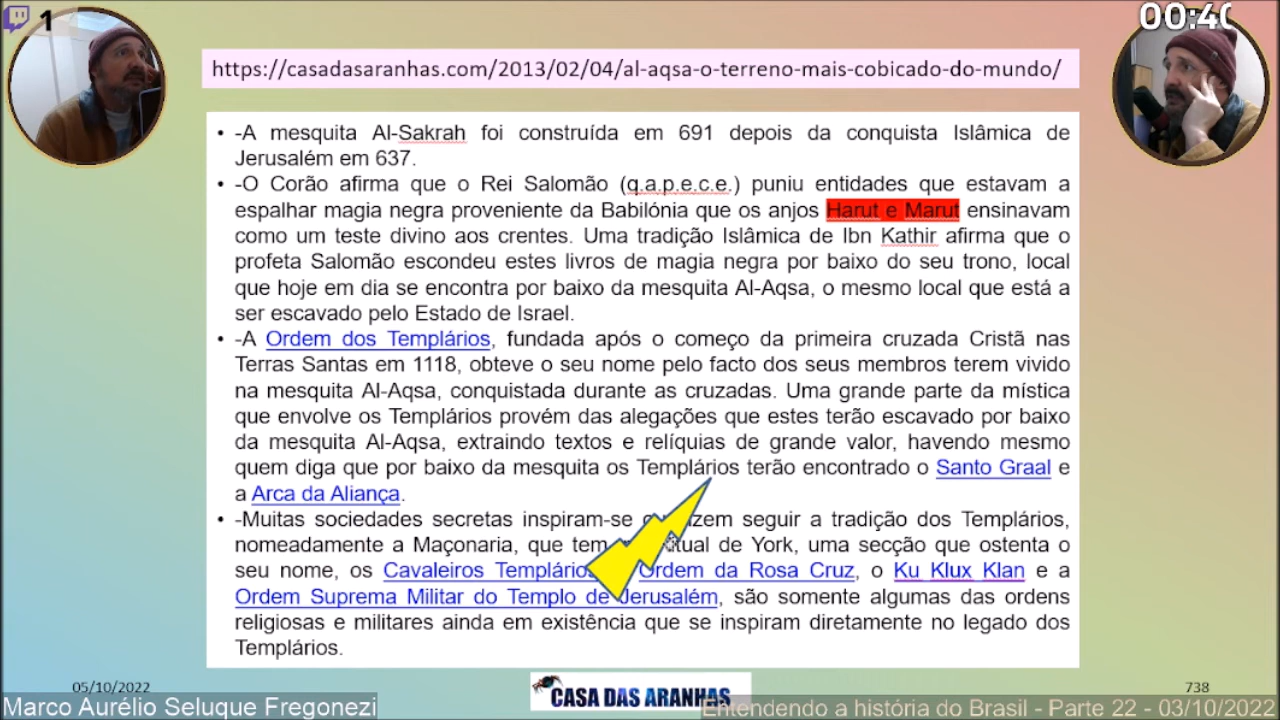 1
00:40
https://casadasaranhas.com/2013/02/04/al-aqsa-o-terreno-mais-cobicado-do-mundo/
• -A mesquita Al-Sakrah foi construída em 691 depois da conquista Islâmica de
Jerusalém em 637.
• -O Corão afirma que o Rei Salomão (q.a.p.e.c.e.) puniu entidades que estavam a
espalhar magia negra proveniente da Babilónia que os anjos Harut e Marut ensinavam
como um teste divino aos crentes. Uma tradição Islâmica de Ibn Kathir afirma que o
profeta Salomão escondeu estes livros de magia negra por baixo do seu trono, local
que hoje em dia se encontra por baixo da mesquita Al-Aqsa, o mesmo local que está a
ser escavado pelo Estado de Israel.
• -A Ordem dos Templários, fundada após o começo da primeira cruzada Cristã nas
Terras Santas em 1118, obteve o seu nome pelo facto dos seus membros terem vivido
na mesquita Al-Aqsa, conquistada durante as cruzadas. Uma grande parte da mística
que envolve os Templários provém das alegações que estes terão escavado por baixo
da mesquita Al-Aqsa, extraindo textos e relíquias de grande valor, havendo mesmo
quem diga que por baixo da mesquita os Templários terão encontrado o Santo Graal e
a Arca da Aliança.
• -Muitas sociedades secretas inspiram-se seguir a tradição dos Templários,
nomeadamente a Maçonaria, que tem de York, uma secção que ostenta o
seu nome, os Cavaleiros Templários Ordem da Rosa Cruz, o Ku Klux Klan e a
Ordem Suprema Militar do Templo de Jerusalém, são somente algumas das ordens
religiosas e militares ainda em existência que se inspiram diretamente no legado dos
Templários.
05/10/2022
CASA DAS ARANHAS
738
Marco Aurélio Seluque Fregonezi
Entendendo a história do Brasil - Parte 22 - 03/10/2022